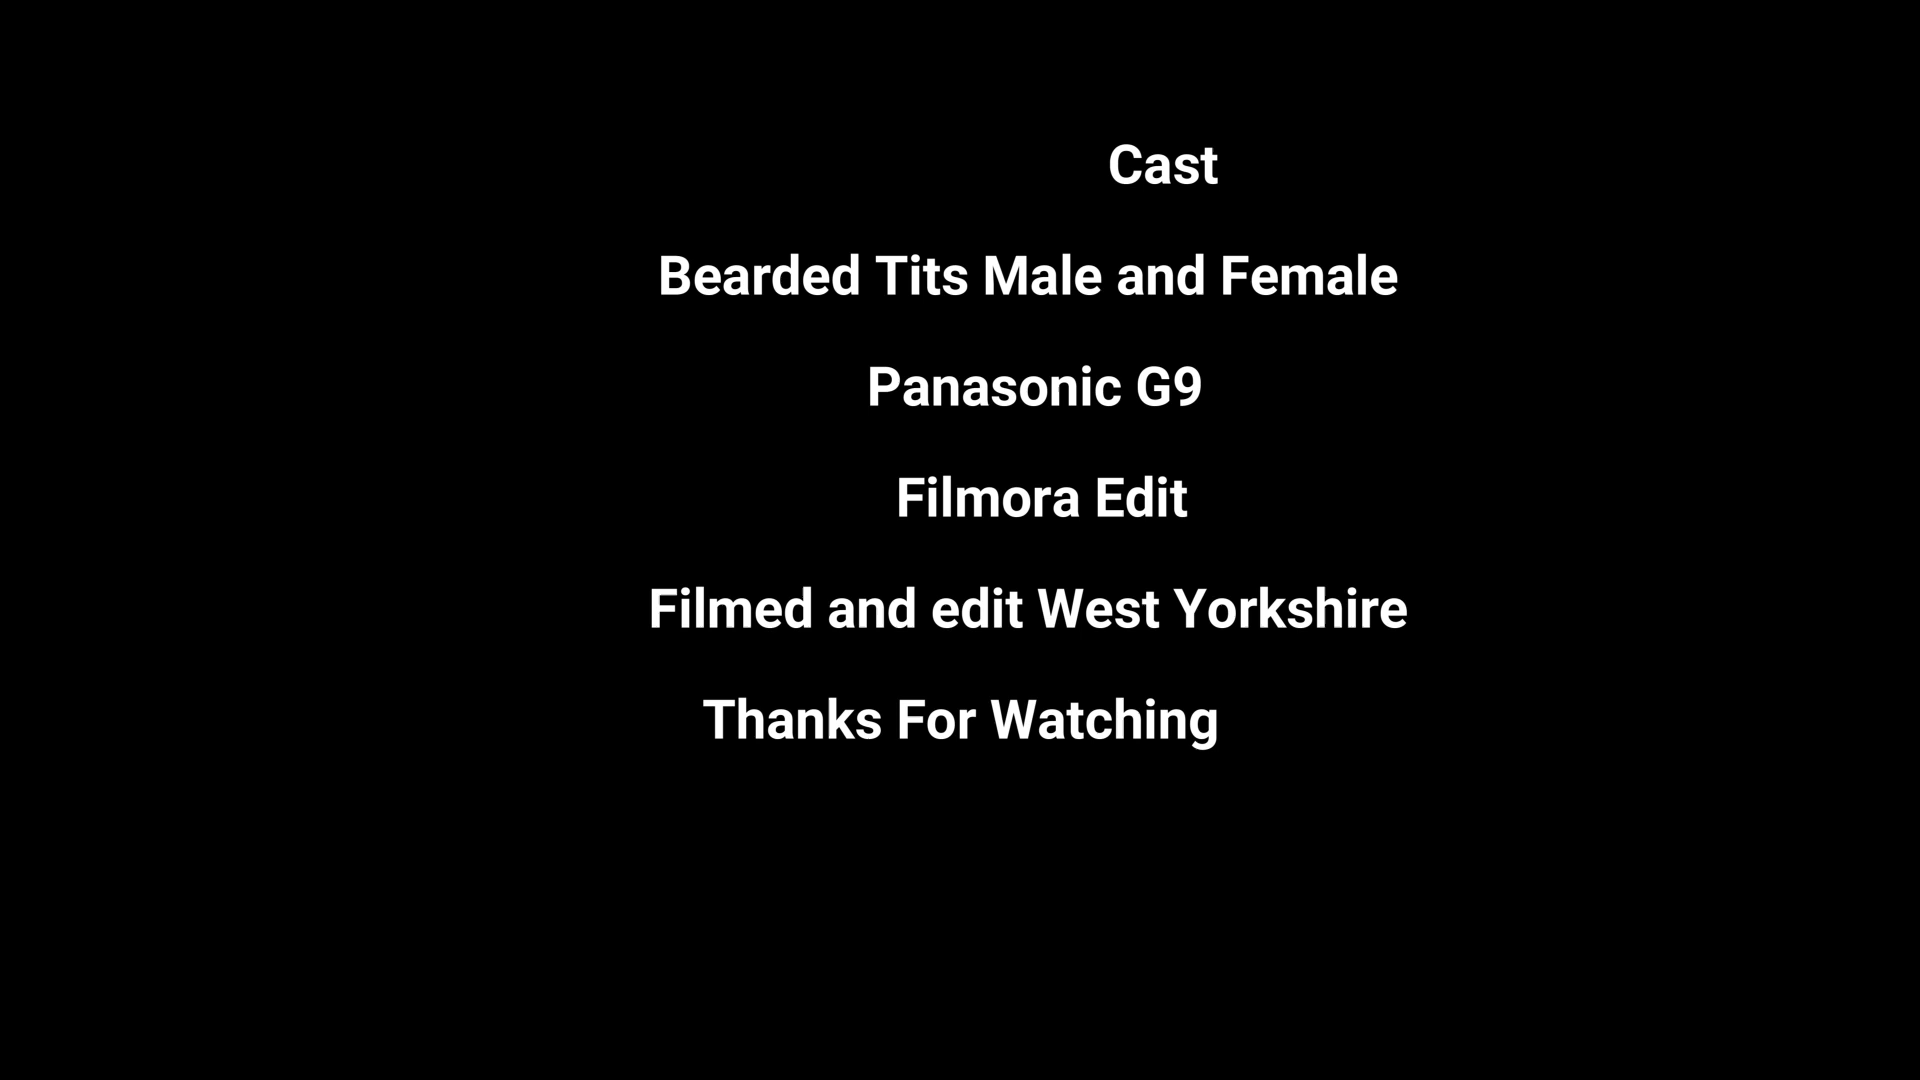 Cast
Bearded Tits Male and Female
Panasonic G9
Filmora Edit
Filmed and edit West Yorkshire
Thanks For Watching